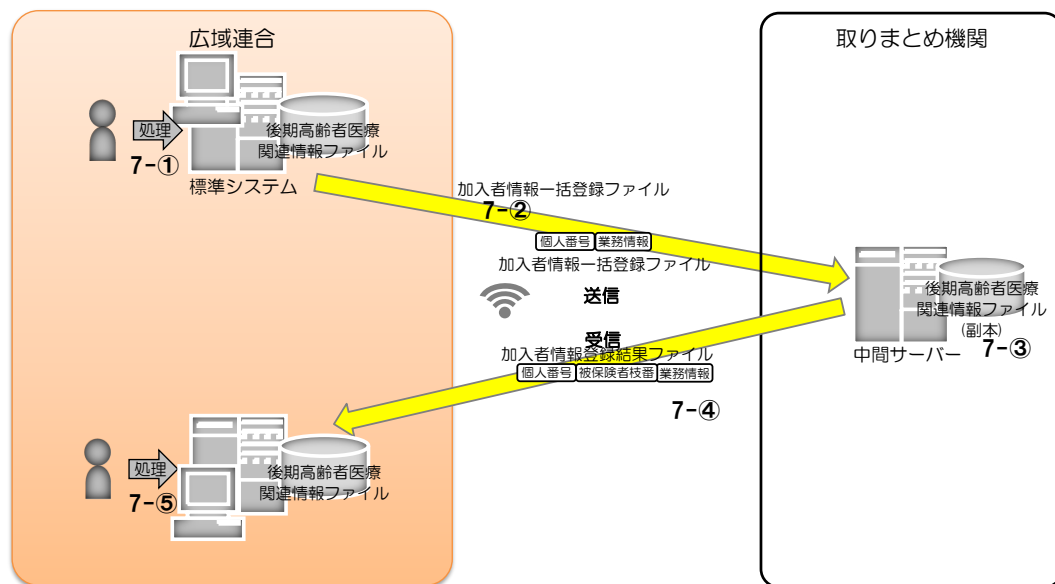 広域連合
取りまとめ機関
処理
7-①
後期高齢者医療
関連情報ファイル
標準システム
加入者情報一括登録ファイル
7-②
個人番号 業務情報
加入者情報一括登録ファイル
送信
受信
加入者情報登録結果ファイル
個人番号 被保険者枝番 業務情報
7-④
後期高齢者医療
関連情報ファイル
(副本)
中間サーバー
7-③
処理
7-⑤
後期高齢者医療
関連情報ファイル